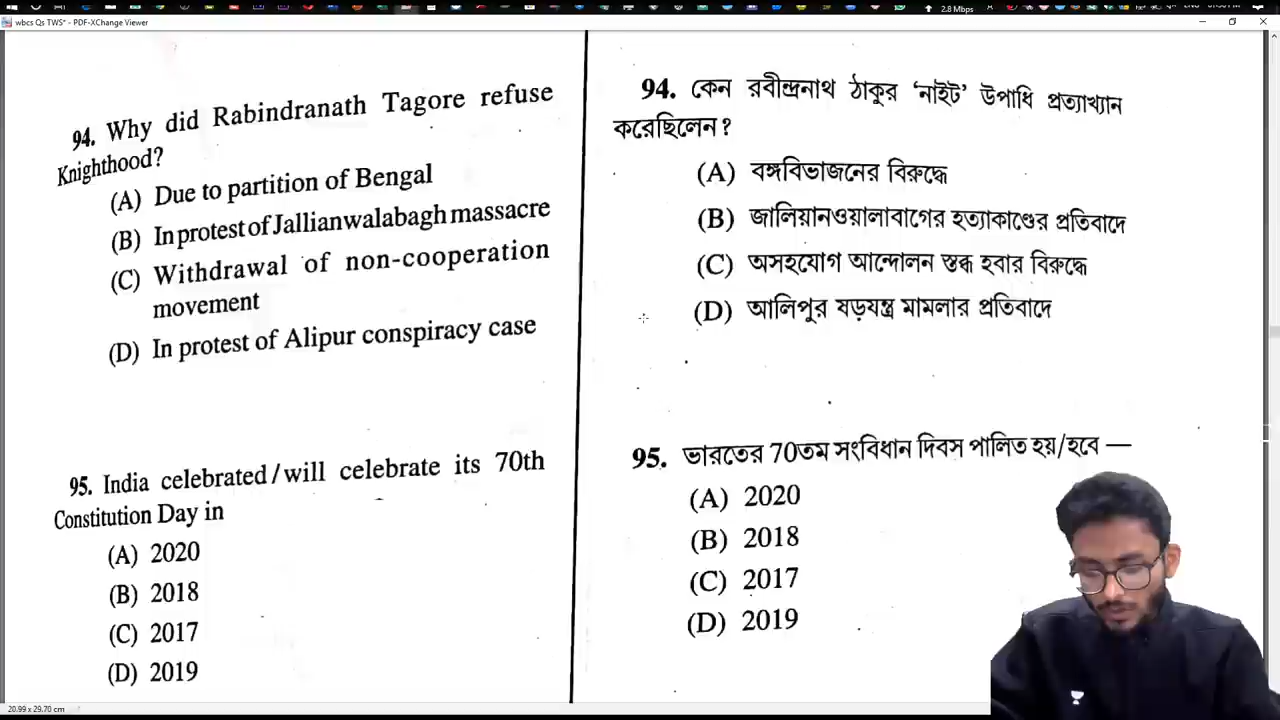 2.8 Mbps
wbcs Qs TWS* - PDF-XChange Viewer
94. Why did Rabindranath Tagore refuse
Knighthood?
(A) Due to partition of Bengal
(B) In protest of Jallianwalabagh massacre
(C) Withdrawal of non-cooperation
movement
(D) In protest of Alipur conspiracy case
95. India celebrated/will celebrate its 70th
Constitution Day in
(A) 2020
(B) 2018
(C) 2017
(D) 2019
94. কেন রবীন্দ্রনাথ ঠাকুর ‘নাইট’ উপাধি প্রত্যাখ্যান
করেছিলেন?
(A) বঙ্গবিভাজনের বিরুদ্ধে
(B) জালিয়ানওয়ালাবাগের হত্যাকাণ্ডের প্রতিবাদে
(C) অসহযোগ আন্দোলন স্তব্ধ হবার বিরুদ্ধে
(D) আলিপুর ষড়যন্ত্র মামলার প্রতিবাদে
95. ভারতের 70তম সংবিধান দিবস পালিত হয়/হবে —
(A) 2020
(B) 2018
(C) 2017
(D) 2019
20.99 x 29.70 cm